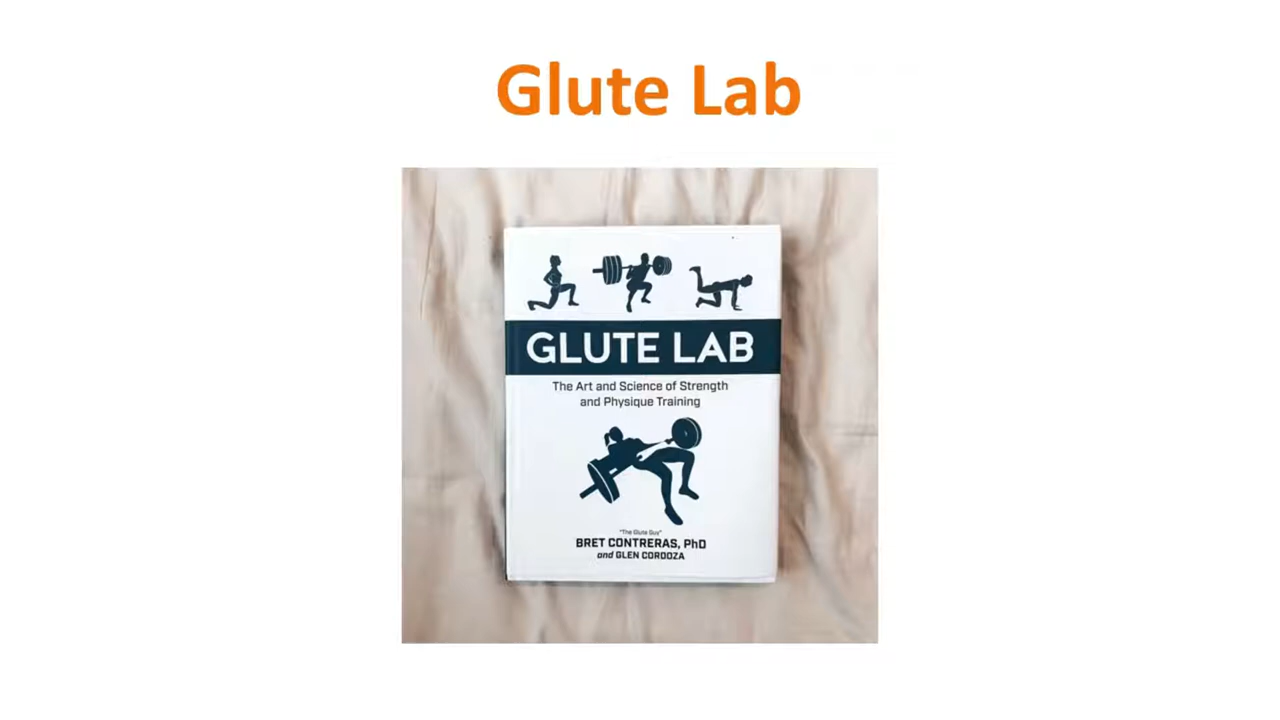 Glute Lab
GLUTE LAB
The Art and Science of Strength
and Physique Training
"The Glute Guy"
BRET CONTRERAS, PhD
and GLEN CORDOZA